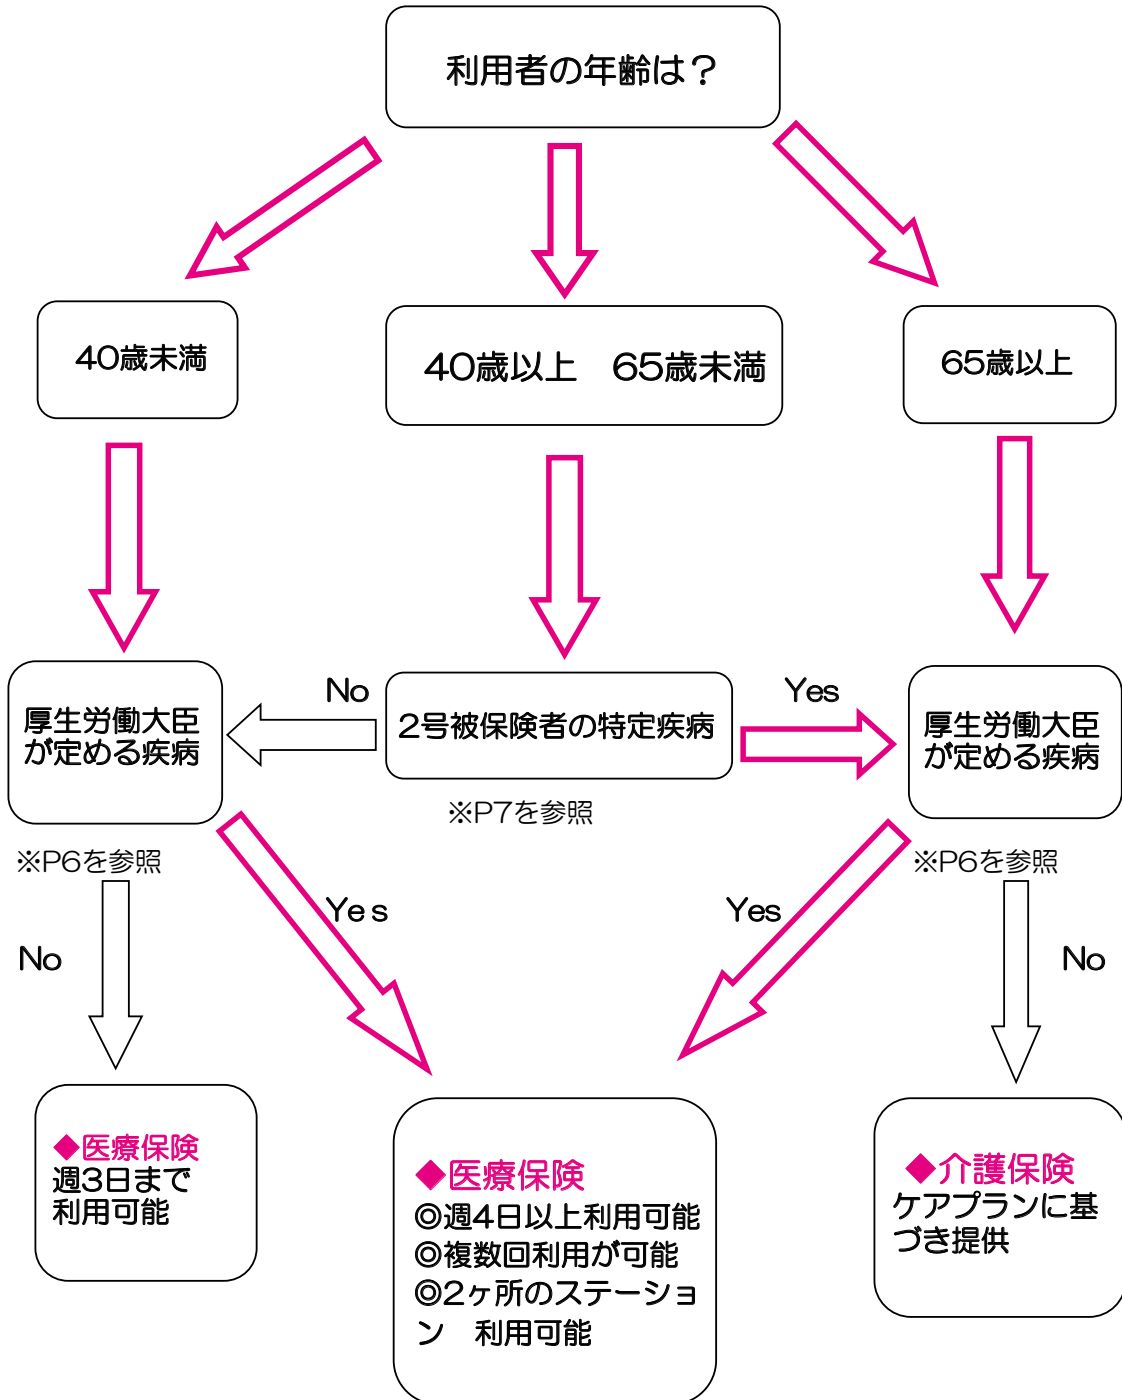 利用者の年齢は？
40歳未満
40歳以上　65歳未満
65歳以上
厚生労働大臣
が定める疾病
※P6を参照
No
2号被保険者の特定疾病
※P7を参照
Yes
厚生労働大臣
が定める疾病
※P6を参照
No
Yes
Yes
No
◆医療保険
週3日まで
利用可能
◆医療保険
◎週4日以上利用可能
◎複数回利用が可能
◎2ヶ所のステーショ
ン　利用可能
◆介護保険
ケアプランに基
づき提供